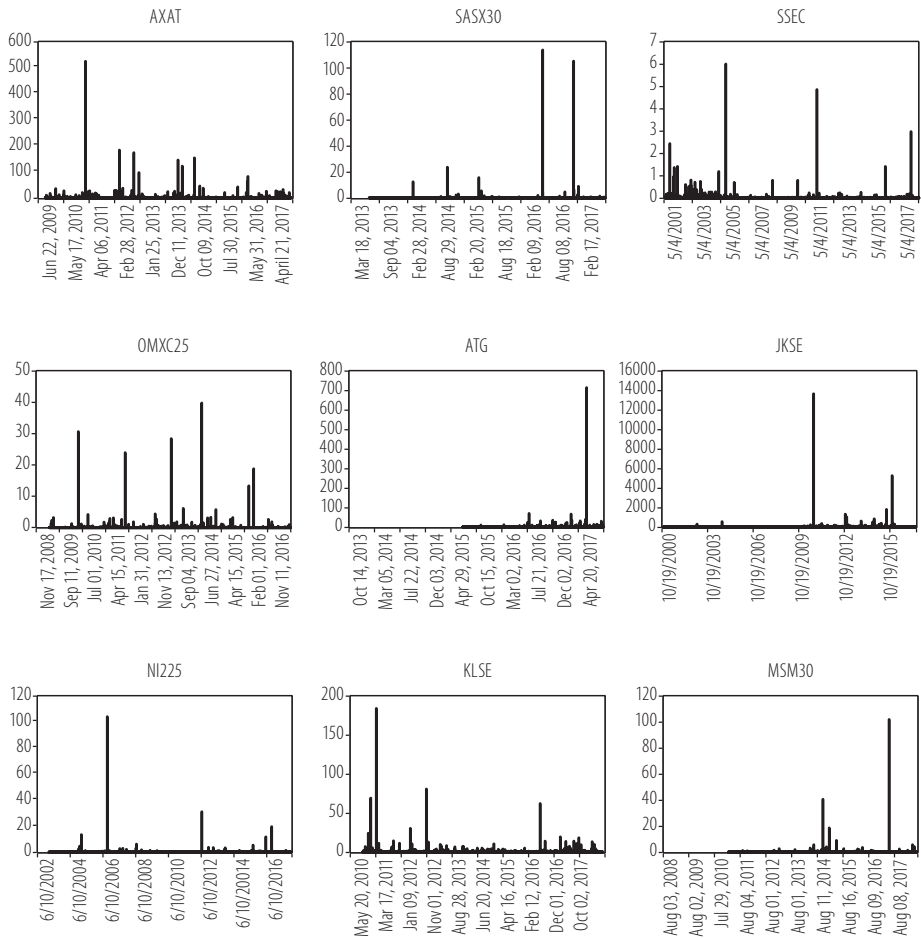 AXAT
600
500
400
300
200
100
0
Jun 22, 2009
May 17, 2010
Apr 06, 2011
Feb 28, 2012
Jan 25, 2013
Dec 11, 2013
Oct 09, 2014
Jul 30, 2015
May 31, 2016
April 21, 2017
SASX30
120
100
80
60
40
20
0
Mar 18, 2013
Sep 04, 2013
Feb 28, 2014
Aug 29, 2014
Feb 20, 2015
Aug 18, 2015
Feb 09, 2016
Aug 08, 2016
Feb 17, 2017
SSEC
7
6
5
4
3
2
1
0
5/4/2001
5/4/2003
5/4/2005
5/4/2007
5/4/2009
5/4/2011
5/4/2013
5/4/2015
5/4/2017
OMXC25
50
40
30
20
10
0
Nov 17, 2008
Sep 11, 2009
Jul 01, 2010
Apr 15, 2011
Jan 31, 2012
Nov 13, 2012
Sep 04, 2013
Jun 27, 2014
Apr 15, 2015
Feb 01, 2016
Nov 11, 2016
ATG
800
700
600
500
400
300
200
100
0
Oct 14, 2013
Mar 05, 2014
Jul 22, 2014
Dec 03, 2014
Apr 29, 2015
Oct 15, 2015
Mar 02, 2016
Jul 21, 2016
Dec 02, 2016
Apr 20, 2017
JKSE
16000
14000
12000
10000
8000
6000
4000
2000
0
10/19/2000
10/19/2003
10/19/2006
10/19/2009
10/19/2012
10/19/2015
NI225
120
100
80
60
40
20
0
6/10/2002
6/10/2004
6/10/2006
6/10/2008
6/10/2010
6/10/2012
6/10/20014
6/10/2016
KLSE
200
150
100
50
0
May 20, 2010
Mar 17, 2011
Jan 09, 2012
Nov 01, 2012
Aug 28, 2013
Jun 20, 2014
Apr 16, 2015
Feb 12, 2016
Dec 01, 2016
Oct 02, 2017
MSM30
120
100
80
60
40
20
0
Aug 03, 2008
Aug 02, 2009
Jul 29, 2010
Aug 04, 2011
Aug 01, 2012
Aug 01, 2013
Aug 11, 2014
Aug 16, 2015
Aug 09, 2016
Aug 08, 2017